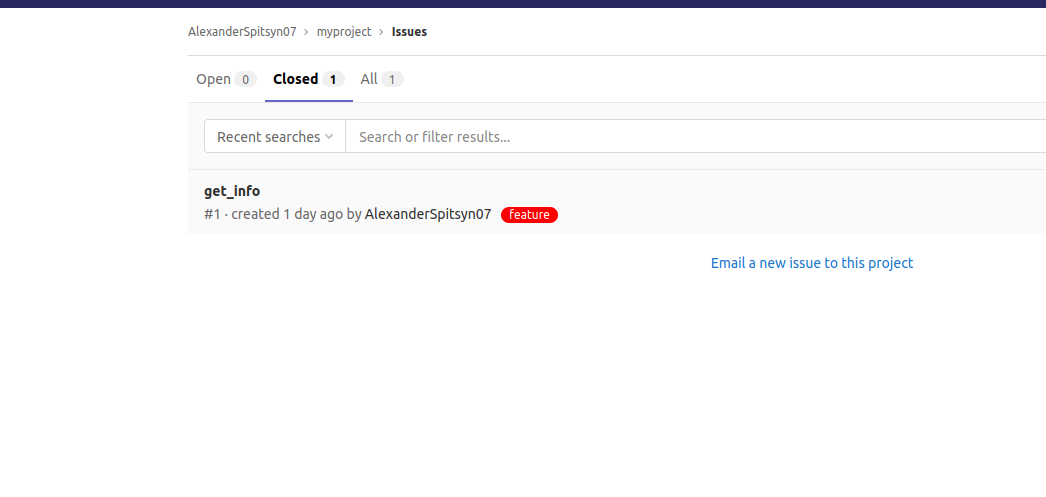 AlexanderSpitsyn07 › myproject › Issues
Open 0 Closed 1 All 1
Recent searches Search or filter results...
get_info
#1 · created 1 day ago by AlexanderSpitsyn07 feature
Email a new issue to this project